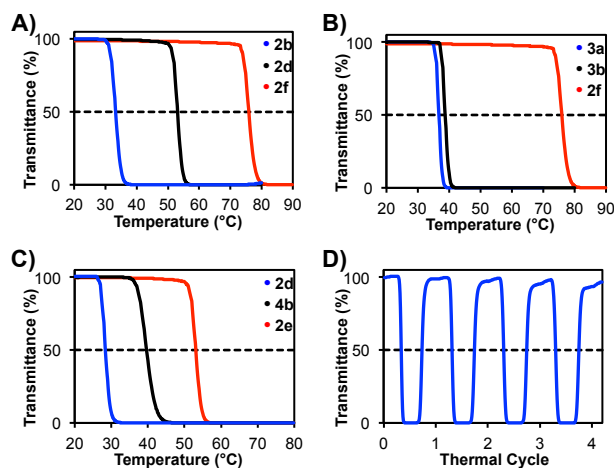 A)
Transmittance (%)
100
50
0
20 30 40 50 60 70 80 90
Temperature (°C)
2b
2d
2f
B)
Transmittance (%)
100
50
0
20 30 40 50 60 70 80 90
Temperature (°C)
3a
3b
2f
C)
Transmittance (%)
100
50
0
20 30 40 50 60 70 80
Temperature (°C)
2d
4b
2e
D)
Transmittance (%)
100
50
0
0 1 2 3 4
Thermal Cycle